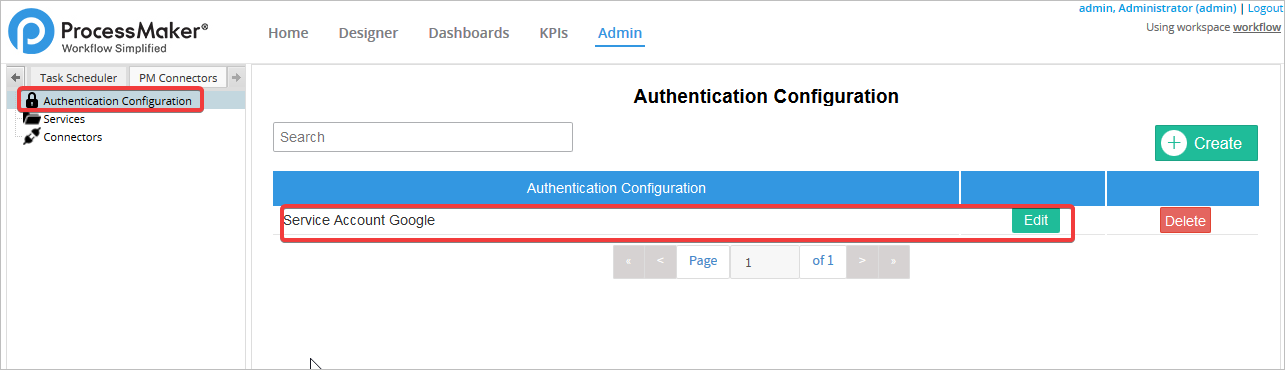 admin, Administrator (admin) | Logout
Using workspace workflow
ProcessMaker®
Workflow Simplified
Home Designer Dashboards KPIs Admin
Task Scheduler PM Connectors
Authentication Configuration
Services
Connectors
Authentication Configuration
Search
Create
Authentication Configuration
Service Account Google Edit Delete
« < Page 1 of 1 > »